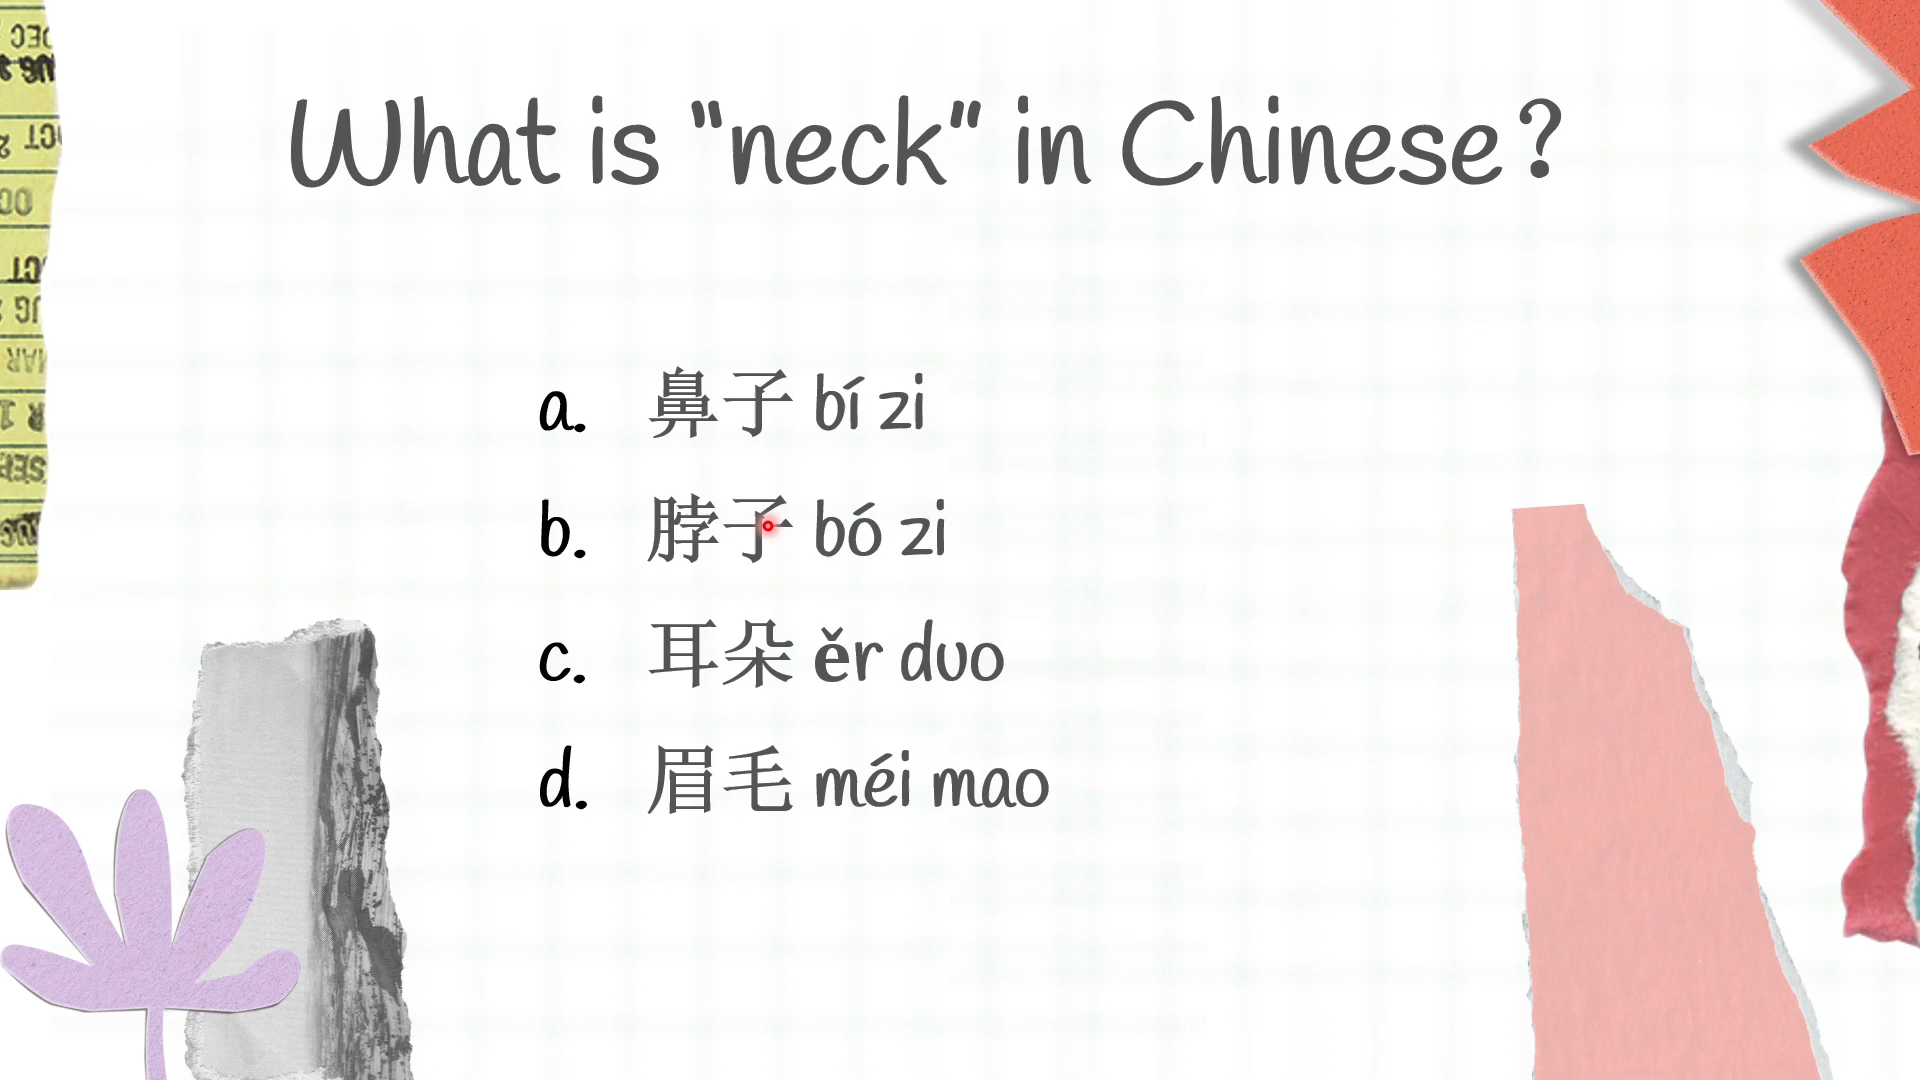 What is “neck” in Chinese?
a. 鼻子 bí zi
b. 脖子 bó zi
c. 耳朵 ěr duo
d. 眉毛 méi mao